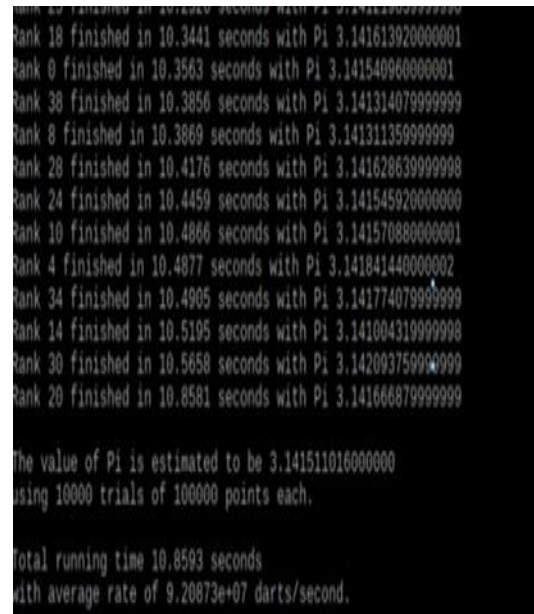 Rank 18 finished in 10.3441 seconds with Pi 3.141613920000001
Rank 0 finished in 10.3563 seconds with Pi 3.141540960000001
Rank 38 finished in 10.3856 seconds with Pi 3.141314079999999
Rank 8 finished in 10.3869 seconds with Pi 3.141311359999999
Rank 28 finished in 10.4176 seconds with Pi 3.141628639999998
Rank 24 finished in 10.4459 seconds with Pi 3.141545920000000
Rank 10 finished in 10.4866 seconds with Pi 3.141570880000001
Rank 4 finished in 10.4877 seconds with Pi 3.141841440000002
Rank 34 finished in 10.4905 seconds with Pi 3.141774079999999
Rank 14 finished in 10.5195 seconds with Pi 3.141004319999998
Rank 30 finished in 10.5658 seconds with Pi 3.142093759999999
Rank 20 finished in 10.8581 seconds with Pi 3.141666879999999
The value of Pi is estimated to be 3.141511016000000
using 10000 trials of 100000 points each.
Total running time 10.8593 seconds
with average rate of 9.20873e+07 darts/second.